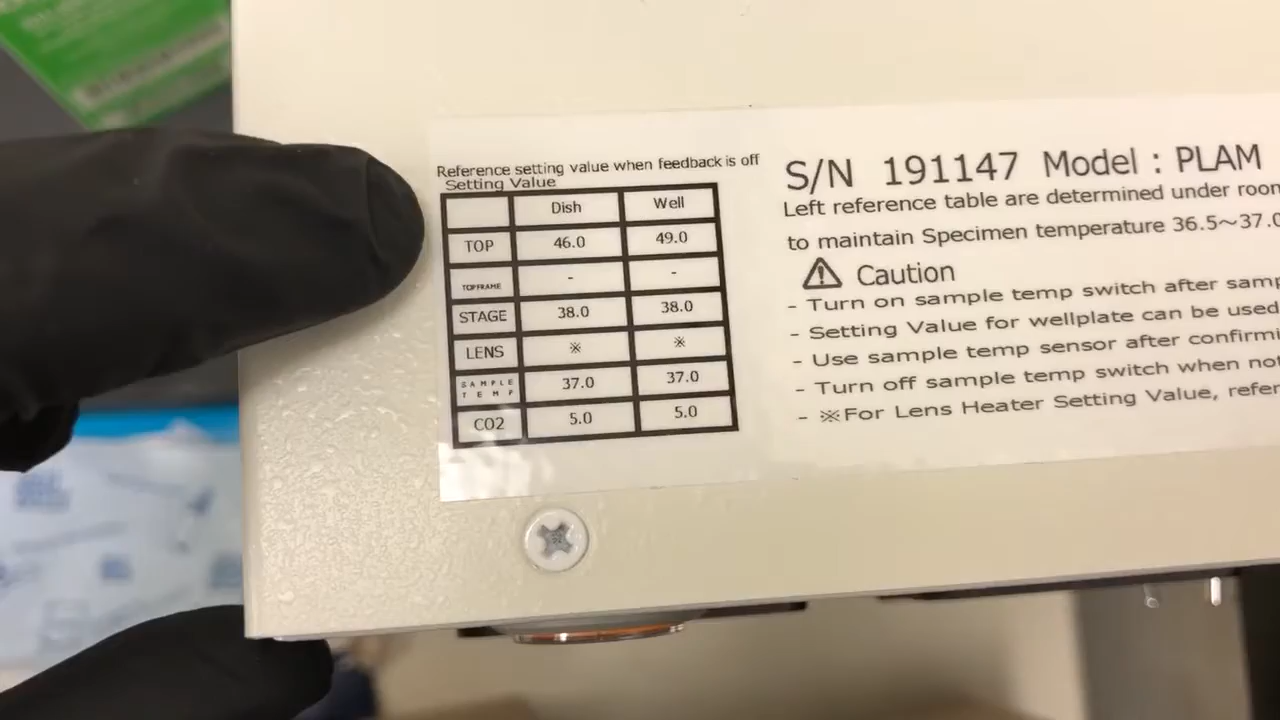 Reference setting value when feedback is off
Setting Value
Dish Well
TOP 46.0 49.0
TOPFRAME - -
STAGE 38.0 38.0
LENS ※ ※
SAMPLE TEMP 37.0 37.0
CO2 5.0 5.0
S/N 191147 Model : PLAM
Left reference table are determined under room
to maintain Specimen temperature 36.5~37.0
⚠ Caution
- Turn on sample temp switch after samp
- Setting Value for wellplate can be used
- Use sample temp sensor after confirmi
- Turn off sample temp switch when not
- ※For Lens Heater Setting Value, refer